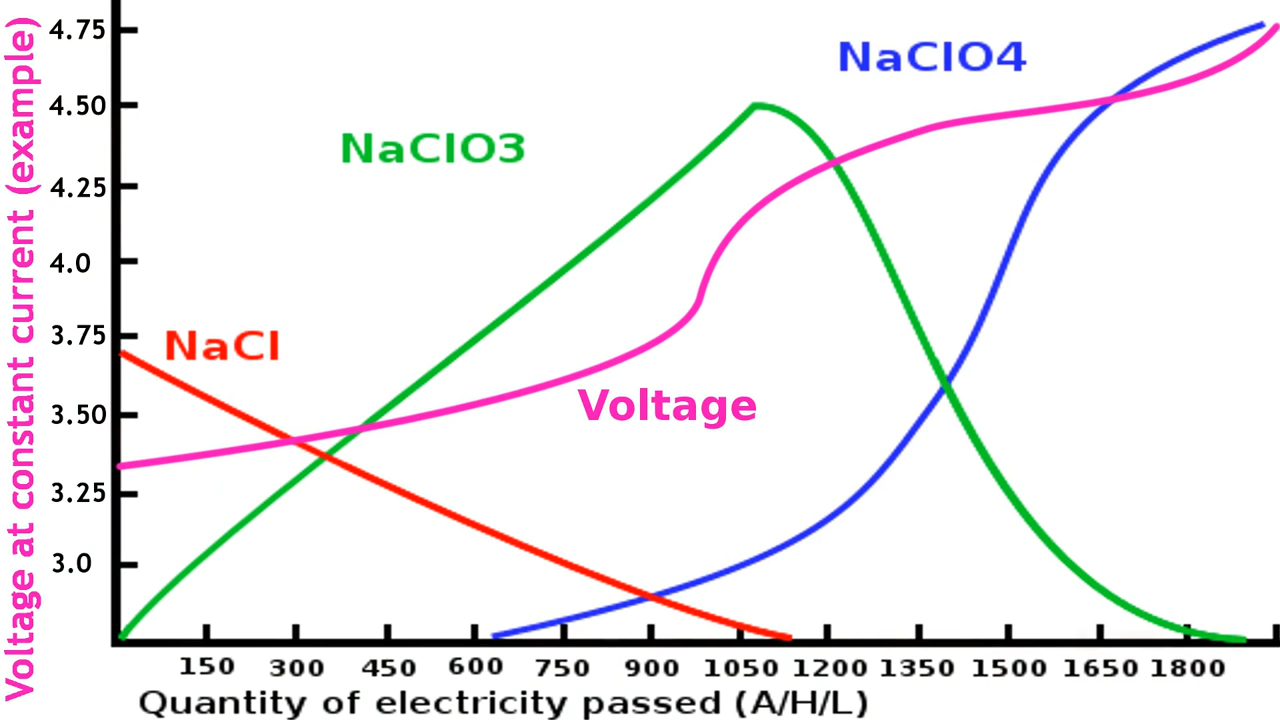 Voltage at constant current (example)
4.75
4.50
4.25
4.0
3.75
3.50
3.25
3.0
NaClO4
NaClO3
NaCl
Voltage
150 300 450 600 750 900 1050 1200 1350 1500 1650 1800
Quantity of electricity passed (A/H/L)